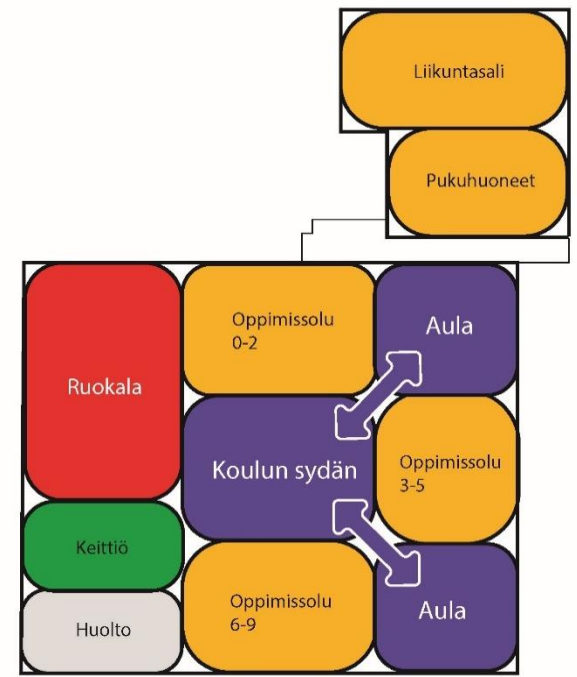 Liikuntasali
Pukuhuoneet
Oppimissolu
0-2
Aula
Ruokala
Koulun sydän
Oppimissolu
3-5
Keittiö
Oppimissolu
6-9
Aula
Huolto